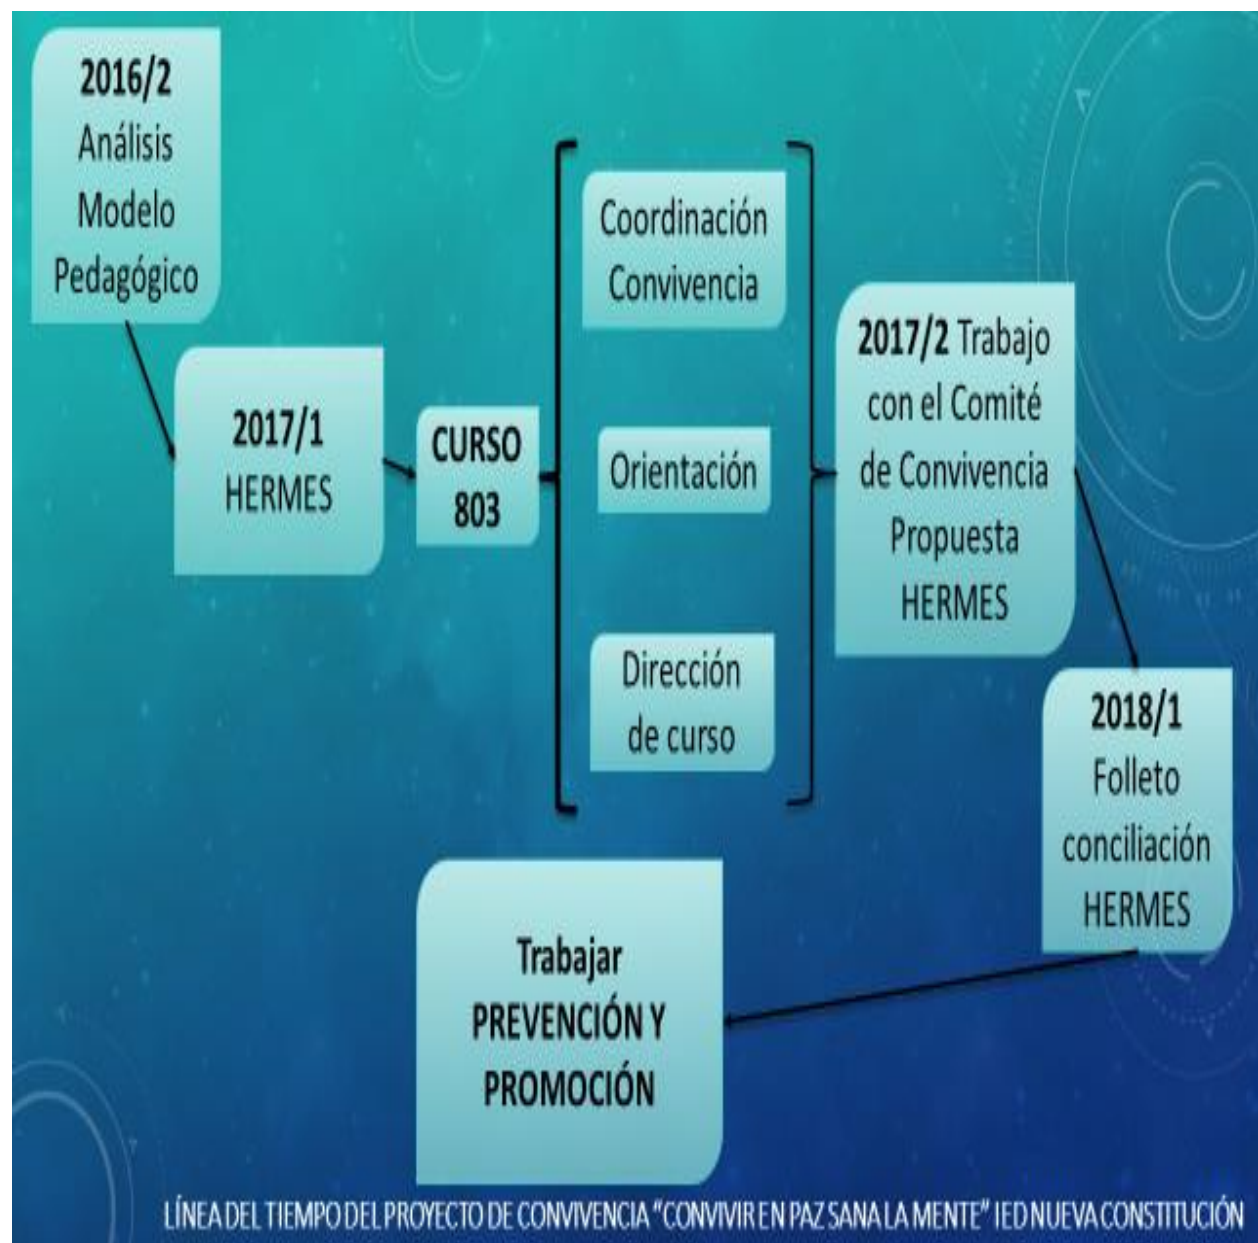 2016/2
Análisis
Modelo
Pedagógico
2017/1
HERMES
CURSO
803
Coordinación
Convivencia
Orientación
Dirección
de curso
2017/2 Trabajo
con el Comité
de Convivencia
Propuesta
HERMES
2018/1
Folleto
conciliación
HERMES
Trabajar
PREVENCIÓN Y
PROMOCIÓN
LÍNEA DEL TIEMPO DEL PROYECTO DE CONVIVENCIA "CONVIVIR EN PAZ SANA LA MENTE" IED NUEVA CONSTITUCIÓN